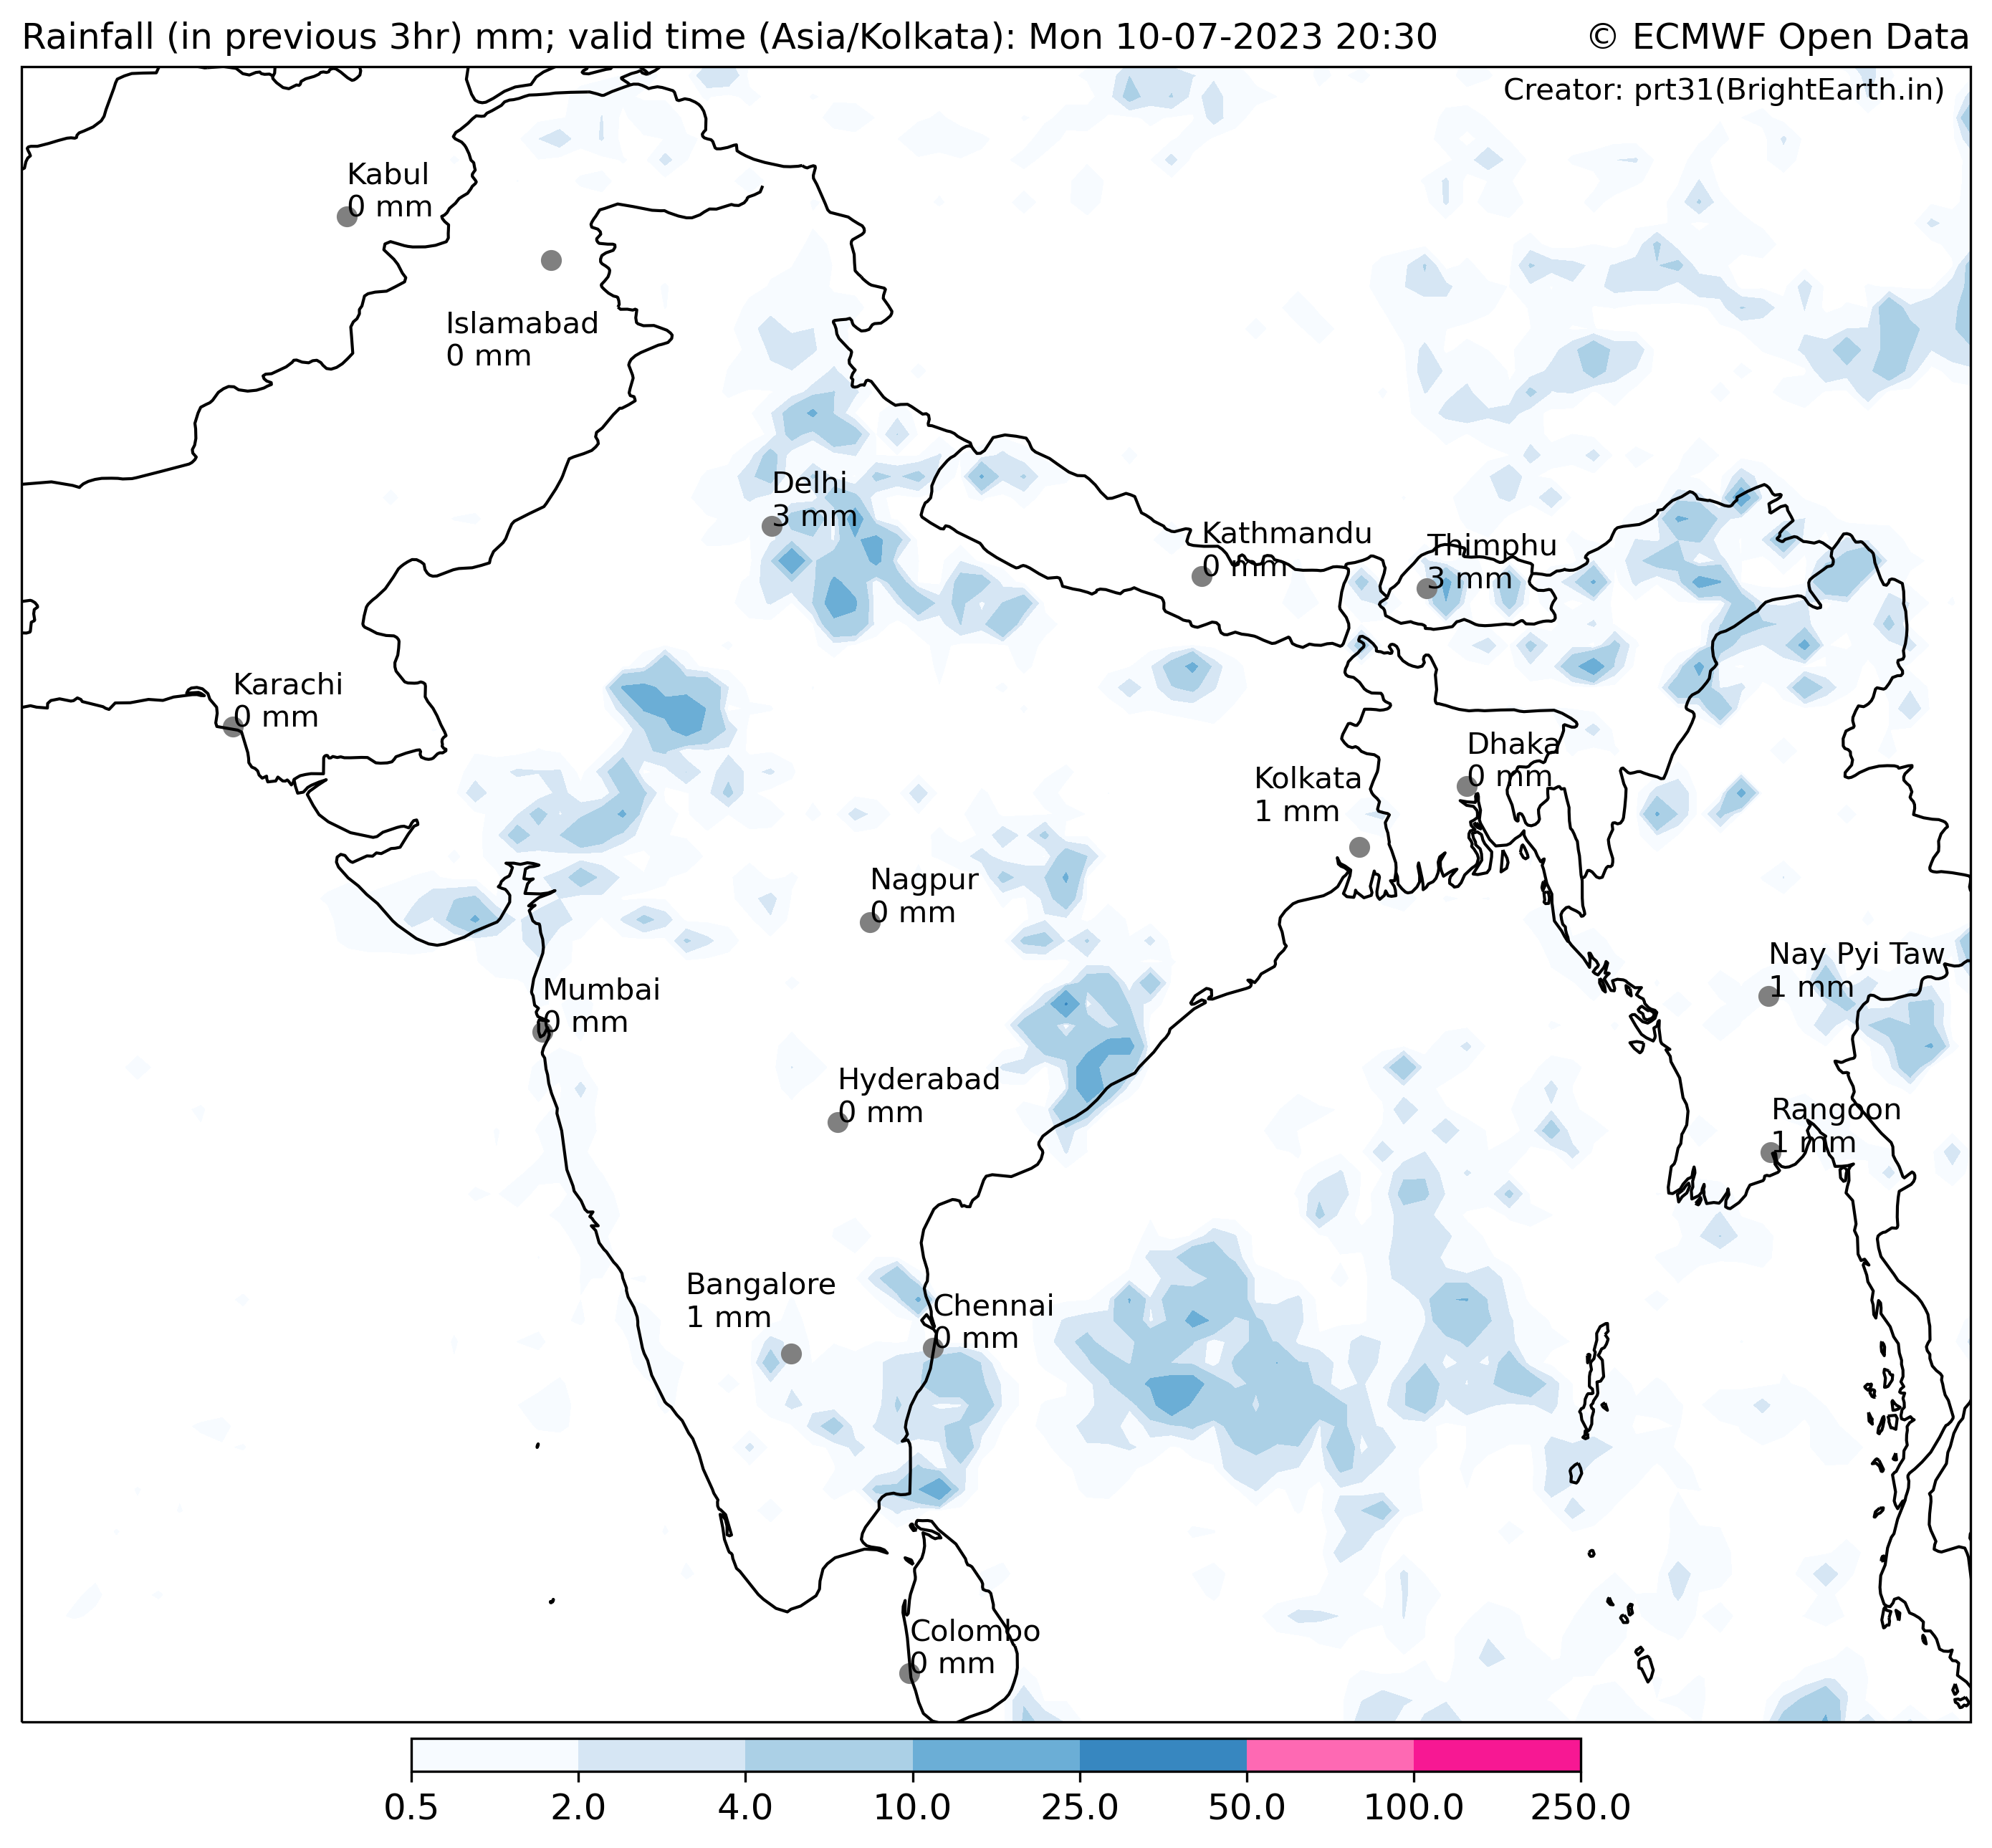 Rainfall (in previous 3hr) mm; valid time (Asia/Kolkata): Mon 10-07-2023 20:30
© ECMWF Open Data
Creator: prt31(BrightEarth.in)
Kabul
0 mm
Islamabad
0 mm
Delhi
3 mm
Kathmandu
0 mm
Thimphu
3 mm
Karachi
0 mm
Dhaka
0 mm
Kolkata
1 mm
Nagpur
0 mm
Nay Pyi Taw
1 mm
Mumbai
0 mm
Hyderabad
0 mm
Rangoon
1 mm
Bangalore
1 mm
Chennai
0 mm
Colombo
0 mm
0.5 2.0 4.0 10.0 25.0 50.0 100.0 250.0